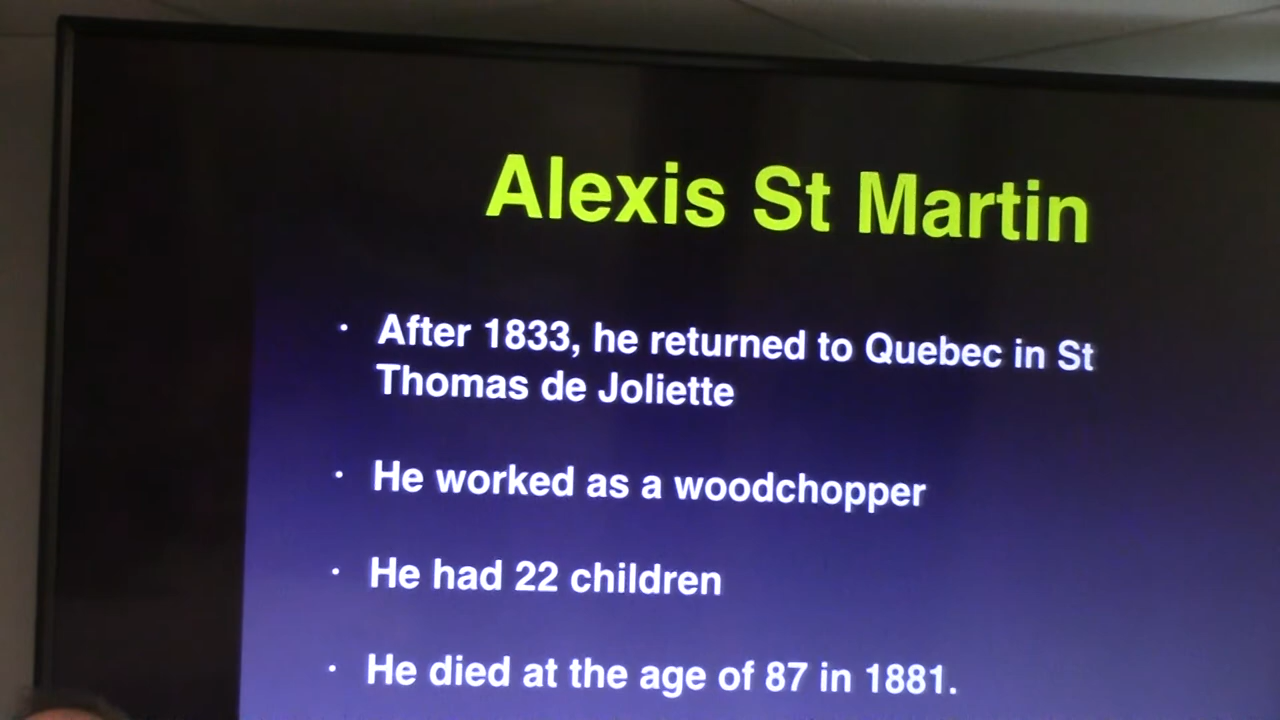 Alexis St Martin
· After 1833, he returned to Quebec in St
Thomas de Joliette
· He worked as a woodchopper
· He had 22 children
· He died at the age of 87 in 1881.